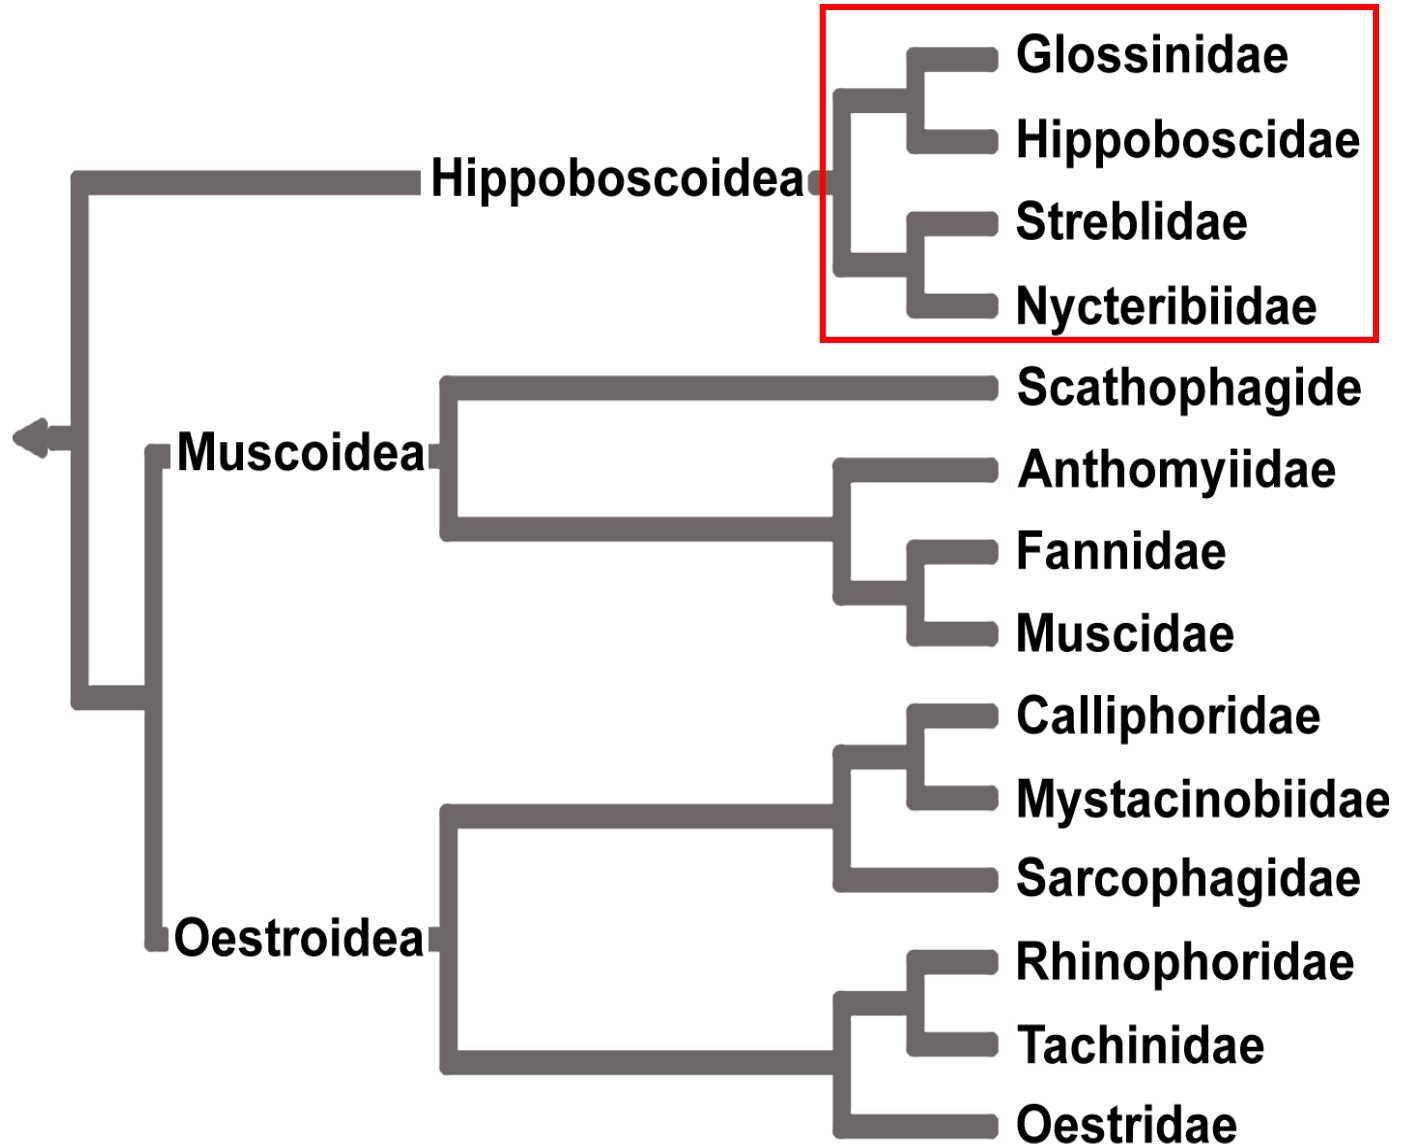 Glossinidae
Hippoboscidae
Hippoboscoidea
Streblidae
Nycteribiidae
Scathophagide
Muscoidea
Anthomyiidae
Fannidae
Muscidae
Calliphoridae
Mystacinobiidae
Sarcophagidae
Oestroidea
Rhinophoridae
Tachinidae
Oestridae